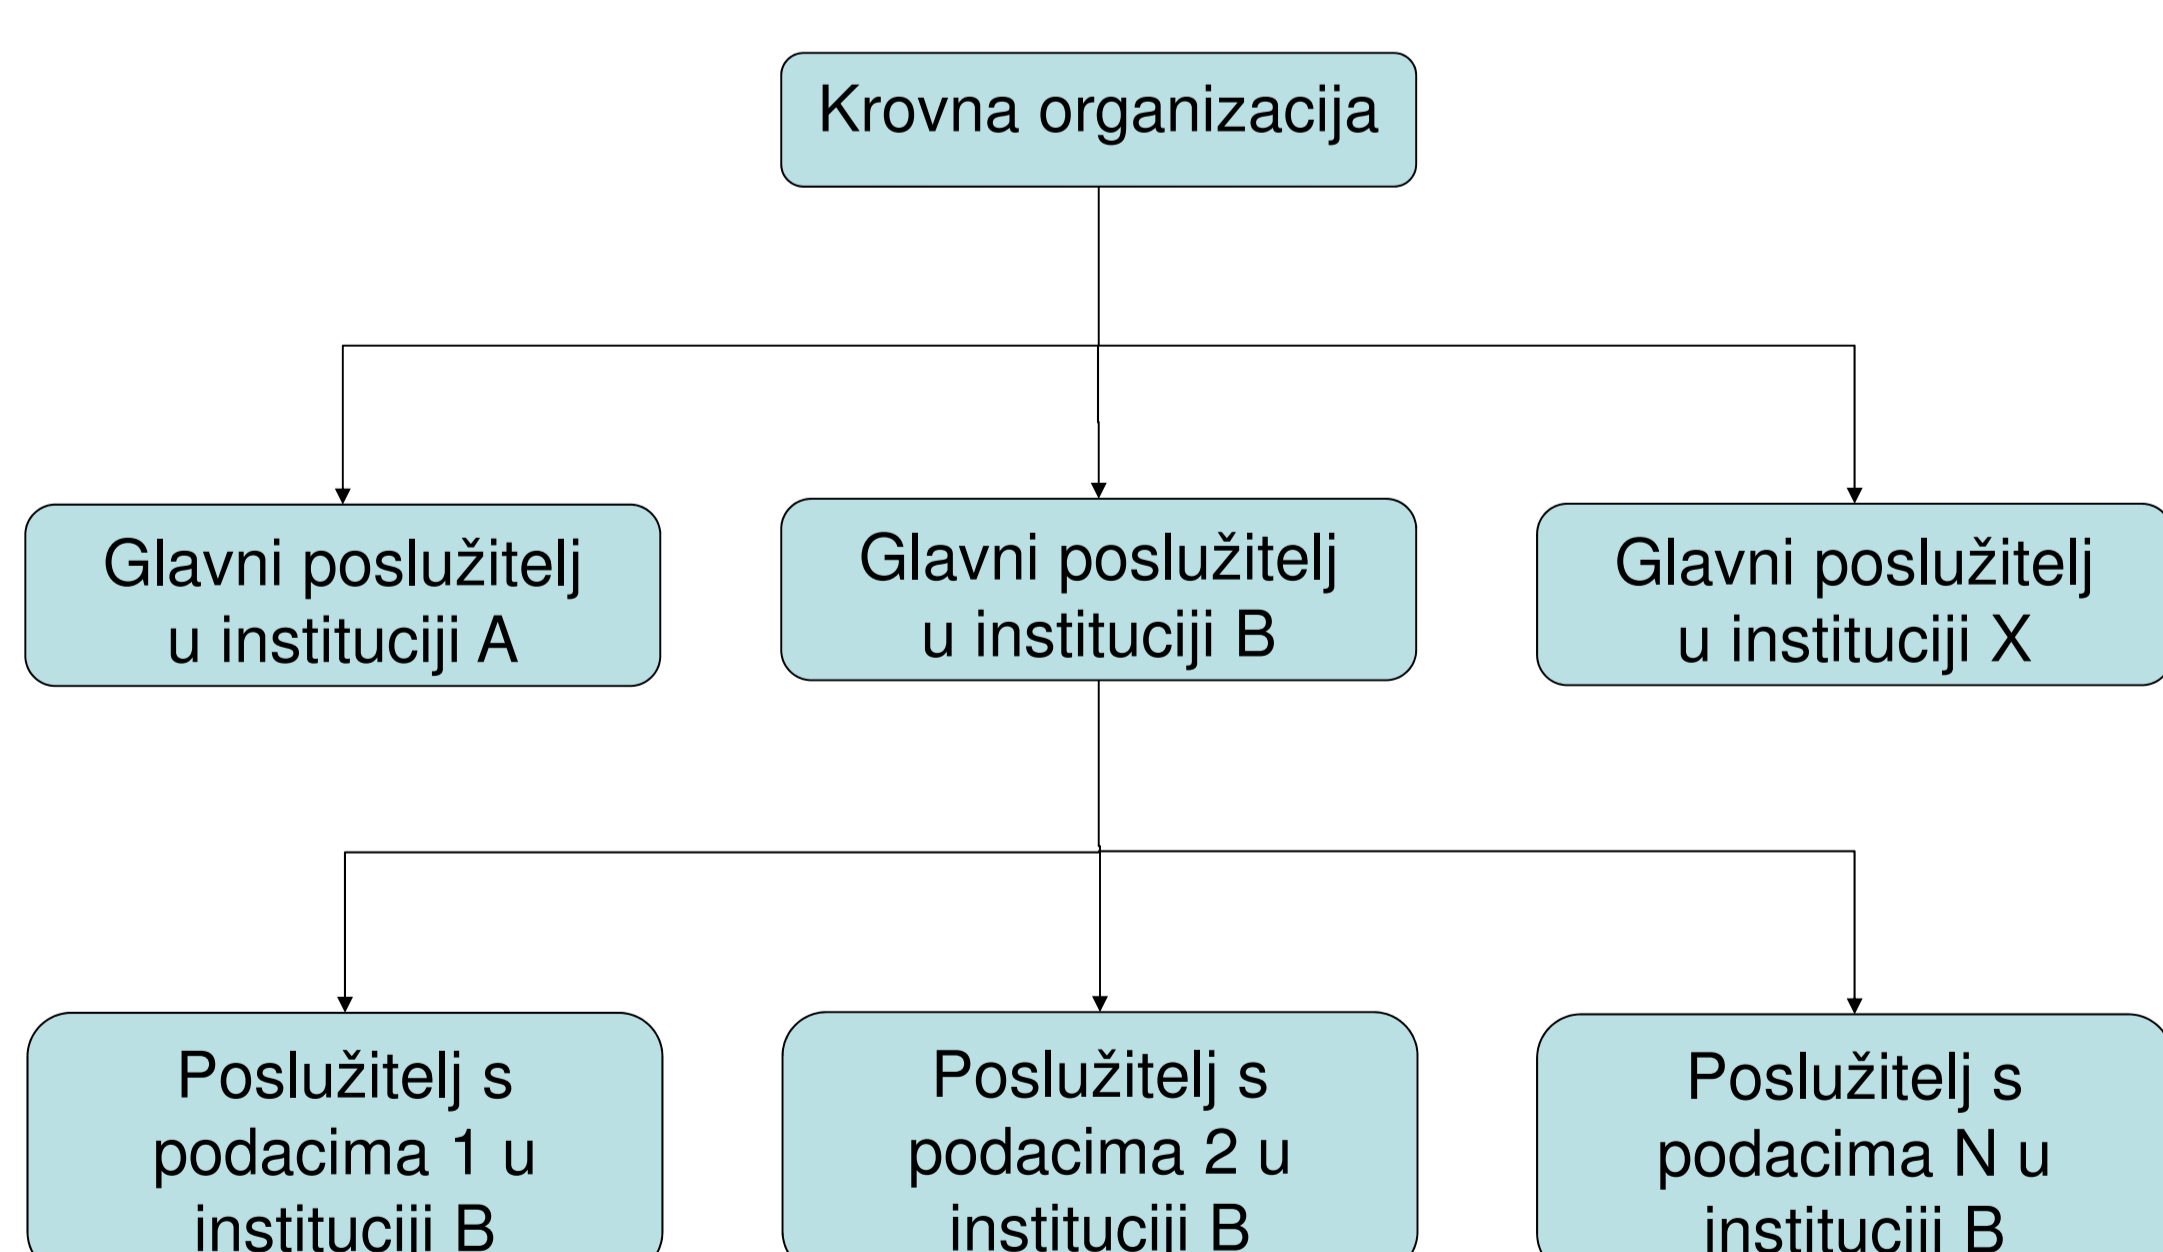 Krovna organizacija
Glavni poslužitelj
u instituciji A
Glavni poslužitelj
u instituciji B
Glavni poslužitelj
u instituciji X
Poslužitelj s
podacima 1 u
instituciji B
Poslužitelj s
podacima 2 u
instituciji B
Poslužitelj s
podacima N u
instituciji B